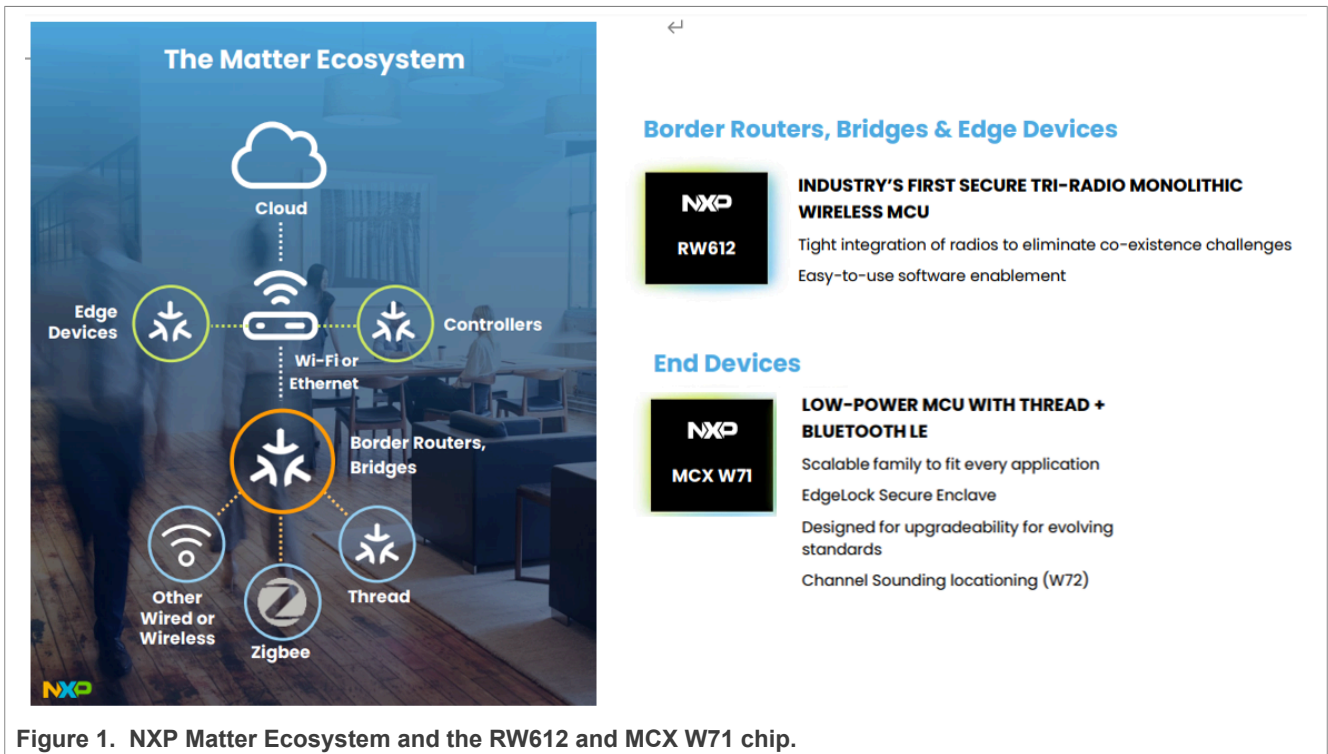 The Matter Ecosystem
Cloud
Edge
Devices
Controllers
Wi-Fi or
Ethernet
Border Routers,
Bridges
Other
Wired or
Wireless
Zigbee
Thread
NXP
↵
Border Routers, Bridges & Edge Devices
NXP
RW612
INDUSTRY'S FIRST SECURE TRI-RADIO MONOLITHIC
WIRELESS MCU
Tight integration of radios to eliminate co-existence challenges
Easy-to-use software enablement
End Devices
NXP
MCX W71
LOW-POWER MCU WITH THREAD +
BLUETOOTH LE
Scalable family to fit every application
EdgeLock Secure Enclave
Designed for upgradeability for evolving
standards
Channel Sounding locationing (W72)
Figure 1. NXP Matter Ecosystem and the RW612 and MCX W71 chip.